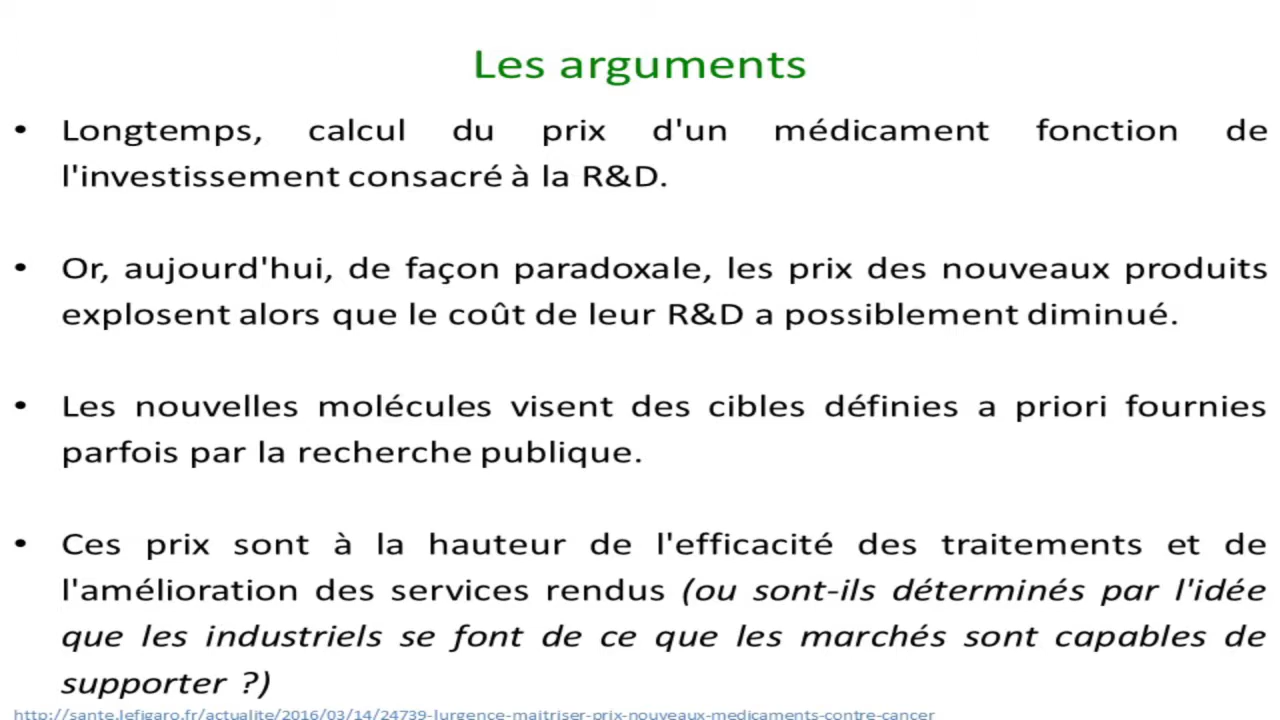 Les arguments
• Longtemps, calcul du prix d'un médicament fonction de
l'investissement consacré à la R&D.
• Or, aujourd'hui, de façon paradoxale, les prix des nouveaux produits
explosent alors que le coût de leur R&D a possiblement diminué.
• Les nouvelles molécules visent des cibles définies a priori fournies
parfois par la recherche publique.
• Ces prix sont à la hauteur de l'efficacité des traitements et de
l'amélioration des services rendus (ou sont-ils déterminés par l'idée
que les industriels se font de ce que les marchés sont capables de
supporter ?)
http://sante.lefigaro.fr/actualite/2016/03/14/24739-lurgence-maitriser-prix-nouveaux-medicaments-contre-cancer